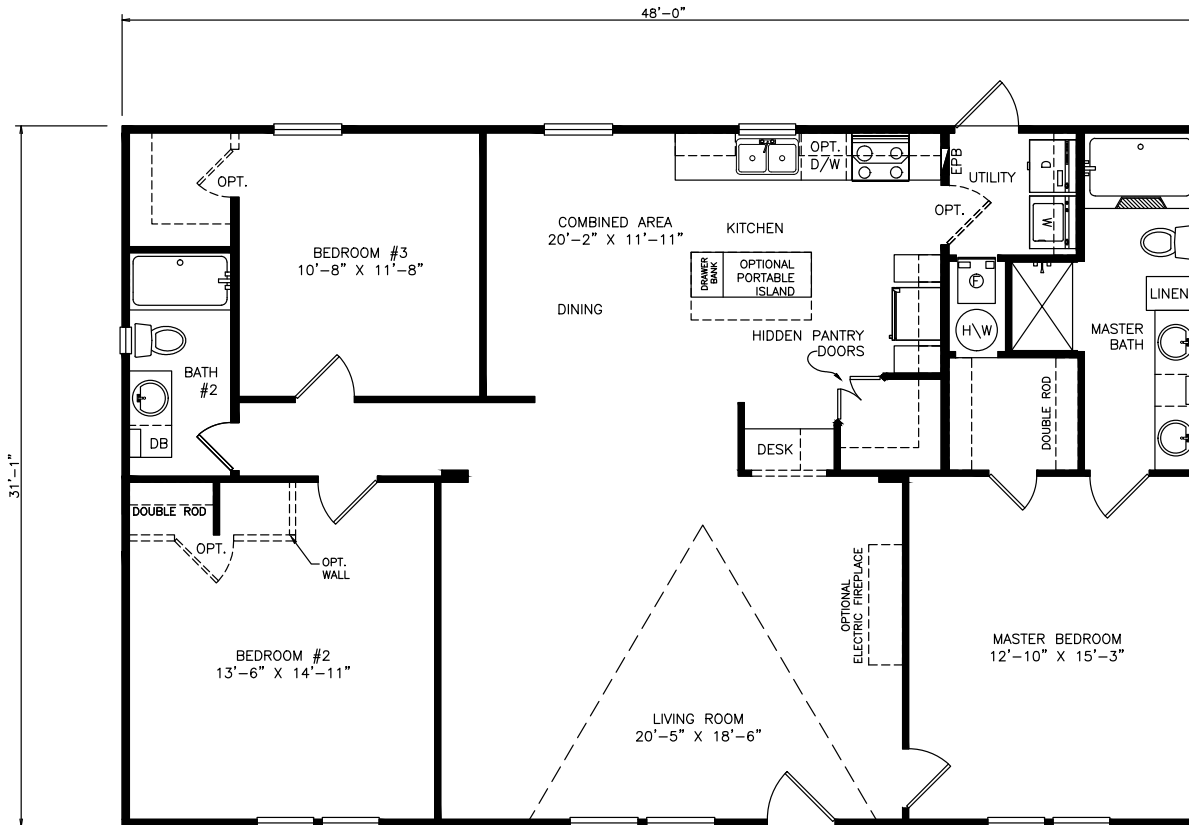 48'-0"
31'-1"
OPT.
BEDROOM #3
10'-8" X 11'-8"
BATH
#2
DB
COMBINED AREA
20'-2" X 11'-11"
KITCHEN
DINING
OPT.
D/W
DRAWER
BANK
OPTIONAL
PORTABLE
ISLAND
HIDDEN PANTRY
DOORS
DESK
EPB
UTILITY
OPT.
D
W
F
H/W
LINEN
MASTER
BATH
DOUBLE ROD
DOUBLE ROD
OPT.
OPT.
WALL
BEDROOM #2
13'-6" X 14'-11"
OPTIONAL
ELECTRIC FIREPLACE
LIVING ROOM
20'-5" X 18'-6"
MASTER BEDROOM
12'-10" X 15'-3"